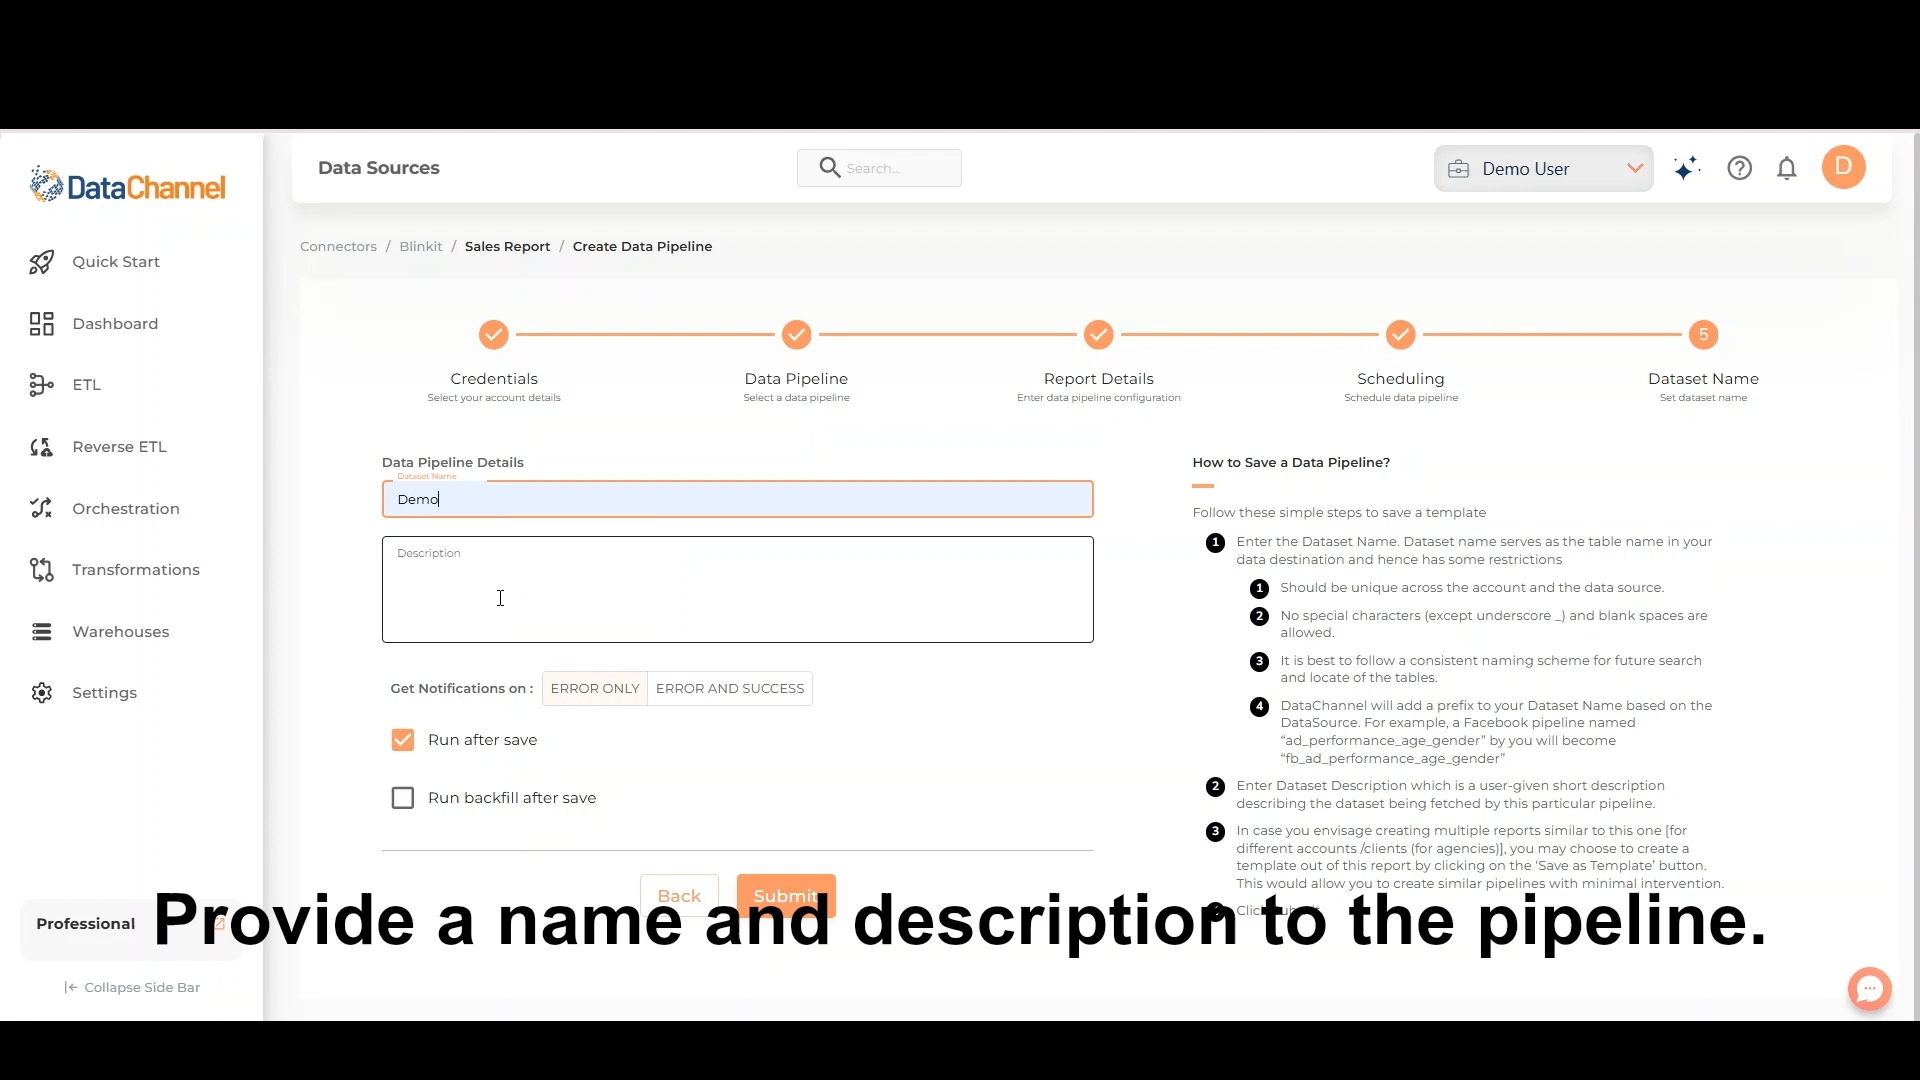 DataChannel
Data Sources
Search...
Demo User
D
Quick Start
Dashboard
ETL
Reverse ETL
Orchestration
Transformations
Warehouses
Settings
Professional
Collapse Side Bar
Connectors / Blinkit / Sales Report / Create Data Pipeline
5
Credentials
Select your account details
Data Pipeline
Select a data pipeline
Report Details
Enter data pipeline configuration
Scheduling
Schedule data pipeline
Dataset Name
Set dataset name
Data Pipeline Details
Dataset Name
Demo
Description
Get Notifications on : ERROR ONLY ERROR AND SUCCESS
Run after save
Run backfill after save
Back Submit
How to Save a Data Pipeline?
Follow these simple steps to save a template
1 Enter the Dataset Name. Dataset name serves as the table name in your
data destination and hence has some restrictions
1 Should be unique across the account and the data source.
2 No special characters (except underscore _) and blank spaces are
allowed.
3 It is best to follow a consistent naming scheme for future search
and locate of the tables.
4 DataChannel will add a prefix to your Dataset Name based on the
DataSource. For example, a Facebook pipeline named
“ad_performance_age_gender” by you will become
“fb_ad_performance_age_gender”
2 Enter Dataset Description which is a user-given short description
describing the dataset being fetched by this particular pipeline.
3 In case you envisage creating multiple reports similar to this one [for
different accounts /clients (for agencies)], you may choose to create a
template out of this report by clicking on the ‘Save as Template’ button.
This would allow you to create similar pipelines with minimal intervention.
Provide a name and description to the pipeline.